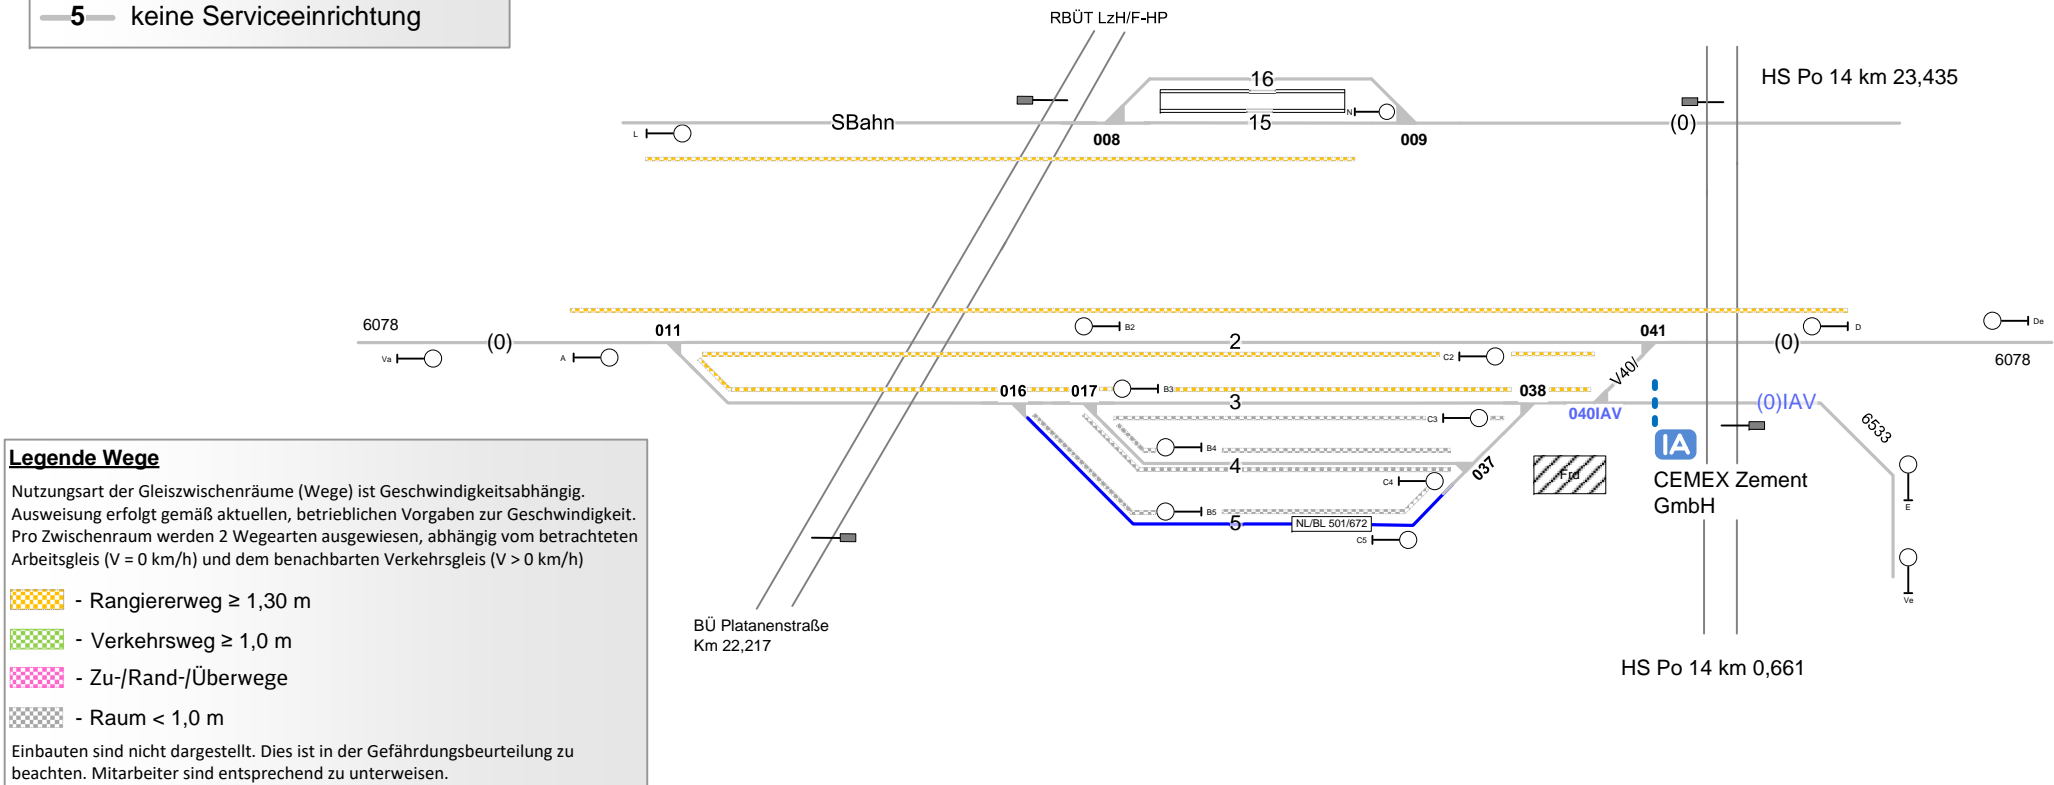 5 keine Serviceeinrichtung
RBÜT LzH/F-HP
HS Po 14 km 23,435
16
SBahn
15
N
(0)
L
008
009
6078
(0)
011
B2
2
041
(0)
D
De
6078
Va
A
C2
V40/
016
017
B3
3
038
040IAV
(0)IAV
6533
C3
B4
4
037
C4
Frd
IA
CEMEX Zement
GmbH
B5
5
NL/BL 501/672
C5
E
Ve
BÜ Platanenstraße
Km 22,217
HS Po 14 km 0,661
Legende Wege
Nutzungsart der Gleiszwischenräume (Wege) ist Geschwindigkeitsabhängig.
Ausweisung erfolgt gemäß aktuellen, betrieblichen Vorgaben zur Geschwindigkeit.
Pro Zwischenraum werden 2 Wegearten ausgewiesen, abhängig vom betrachteten
Arbeitsgleis (V = 0 km/h) und dem benachbarten Verkehrsgleis (V > 0 km/h)
- Rangiererweg ≥ 1,30 m
- Verkehrsweg ≥ 1,0 m
- Zu-/Rand-/Überwege
- Raum < 1,0 m
Einbauten sind nicht dargestellt. Dies ist in der Gefährdungsbeurteilung zu
beachten. Mitarbeiter sind entsprechend zu unterweisen.